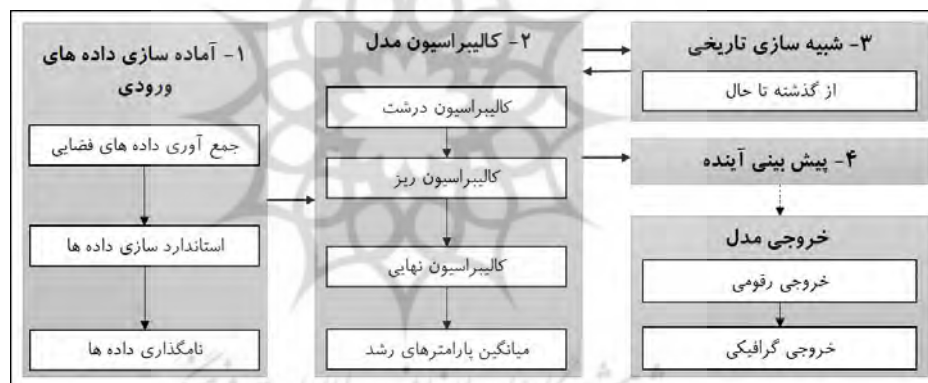 ۱- آماده سازی داده های
ورودی
جمع آوری داده های فضایی
استاندارد سازی داده ها
نامگذاری داده ها
۲- کالیبراسیون مدل
کالیبراسیون درشت
کالیبراسیون ریز
کالیبراسیون نهایی
میانگین پارامترهای رشد
۳- شبیه سازی تاریخی
از گذشته تا حال
۴- پیش بینی آینده
خروجی مدل
خروجی رقومی
خروجی گرافیکی